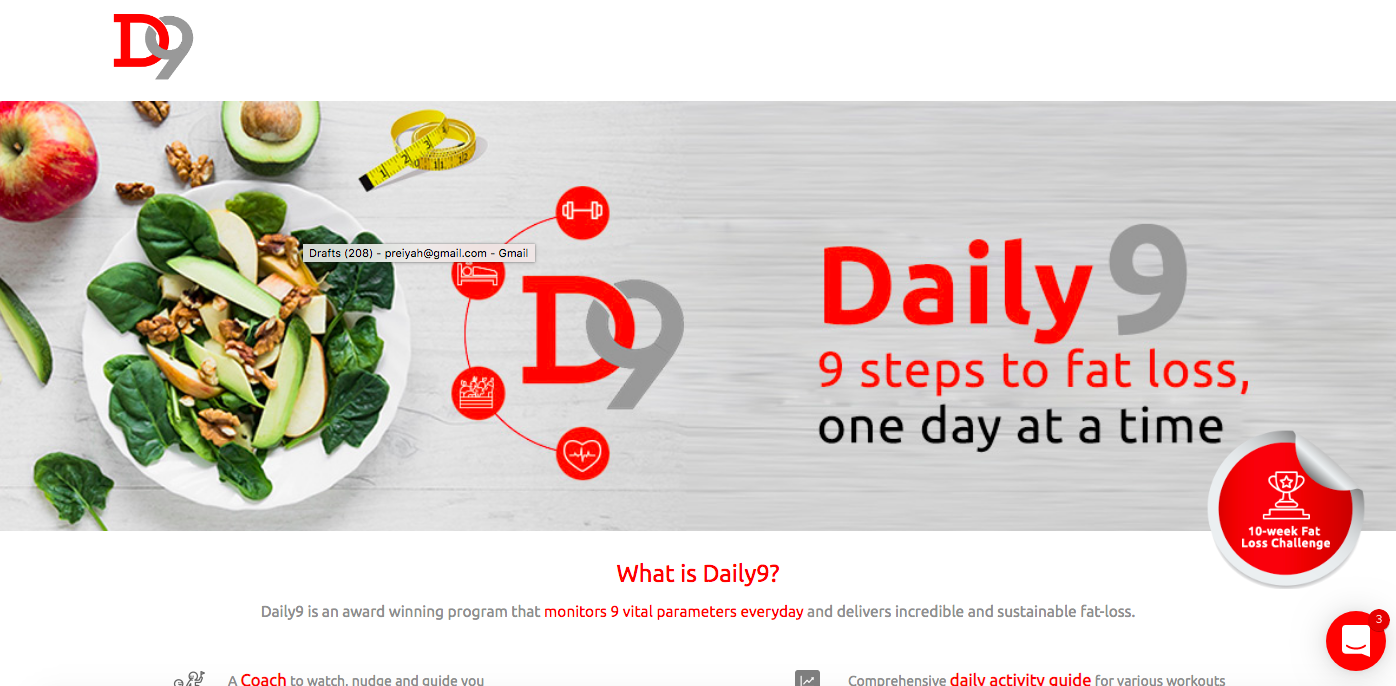 D9
Drafts (208) - preiyah@gmail.com - Gmail
D9
Daily 9
9 steps to fat loss,
one day at a time
10-week Fat
Loss Challenge
What is Daily9?
Daily9 is an award winning program that monitors 9 vital parameters everyday and delivers incredible and sustainable fat-loss.
3
A Coach to watch, nudge and guide you
Comprehensive daily activity guide for various workouts